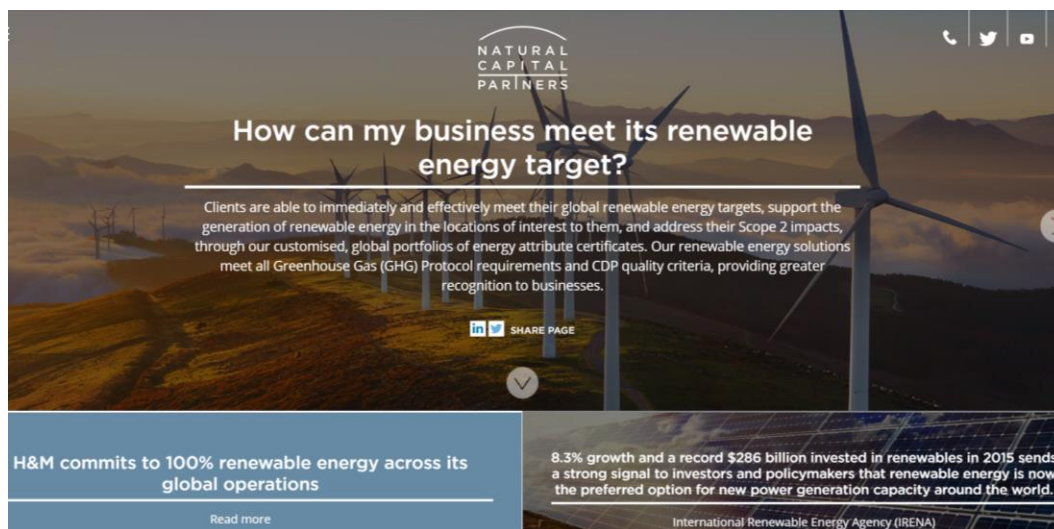 NATURAL
CAPITAL
PARTNERS
How can my business meet its renewable
energy target?
Clients are able to immediately and effectively meet their global renewable energy targets, support the
generation of renewable energy in the locations of interest to them, and address their Scope 2 impacts,
through our customised, global portfolios of energy attribute certificates. Our renewable energy solutions
meet all Greenhouse Gas (GHG) Protocol requirements and CDP quality criteria, providing greater
recognition to businesses.
in SHARE PAGE
H&M commits to 100% renewable energy across its
global operations
Read more
8.3% growth and a record $286 billion invested in renewables in 2015 sends
a strong signal to investors and policymakers that renewable energy is now
the preferred option for new power generation capacity around the world.
International Renewable Energy Agency (IRENA)